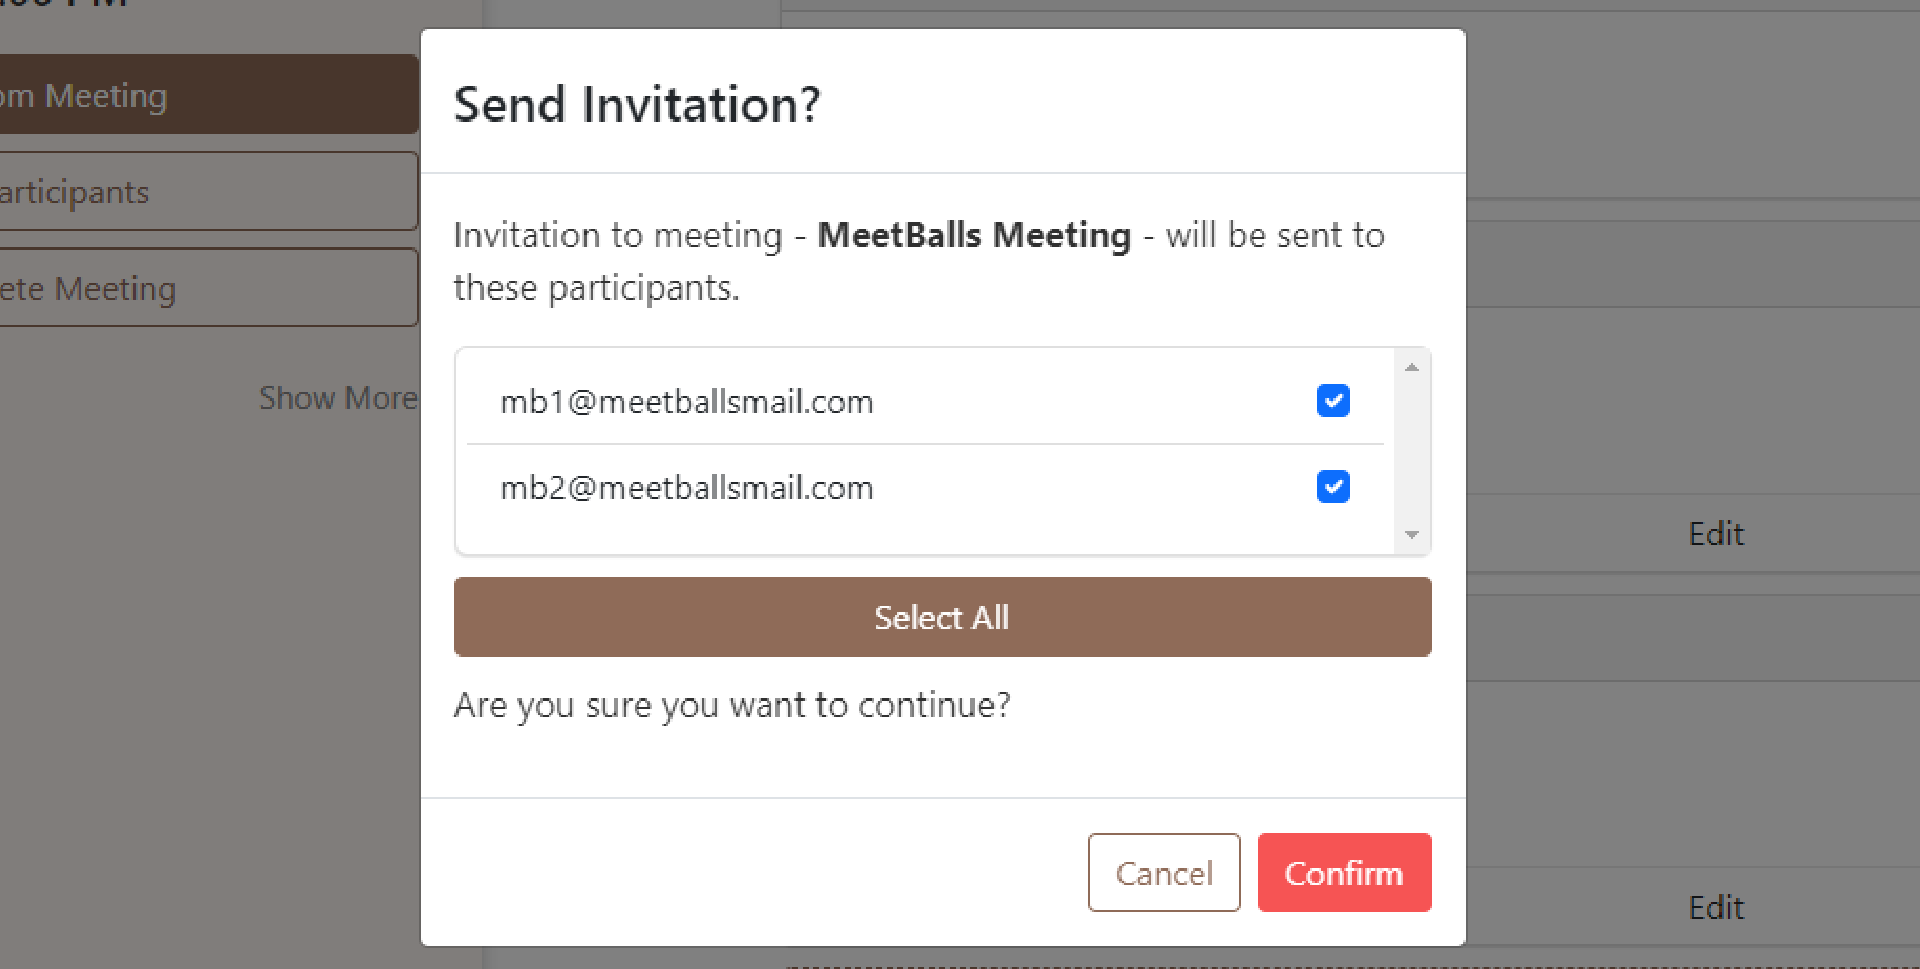 om Meeting
articipants
ete Meeting
Show More
Send Invitation?
Invitation to meeting - MeetBalls Meeting - will be sent to
these participants.
mb1@meetballsmail.com
mb2@meetballsmail.com
Select All
Are you sure you want to continue?
Cancel
Confirm
Edit
Edit